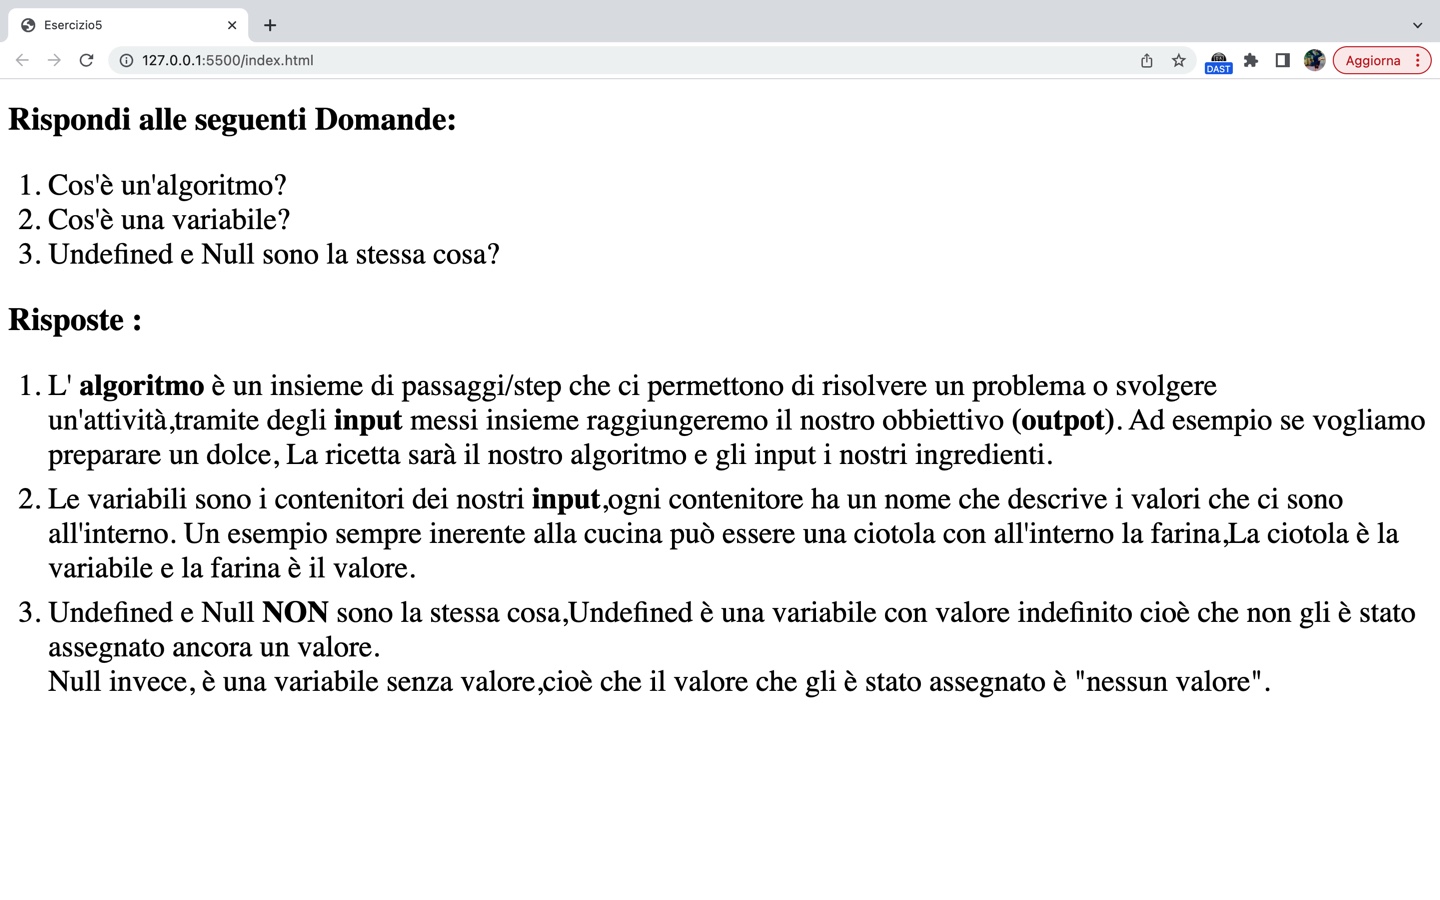 Esercizio5
127.0.0.1:5500/index.html
DAST
Aggiorna
Rispondi alle seguenti Domande:
1. Cos'è un'algoritmo?
2. Cos'è una variabile?
3. Undefined e Null sono la stessa cosa?
Risposte :
1. L' algoritmo è un insieme di passaggi/step che ci permettono di risolvere un problema o svolgere
un'attività,tramite degli input messi insieme raggiungeremo il nostro obbiettivo (outpot). Ad esempio se vogliamo
preparare un dolce, La ricetta sarà il nostro algoritmo e gli input i nostri ingredienti.
2. Le variabili sono i contenitori dei nostri input,ogni contenitore ha un nome che descrive i valori che ci sono
all'interno. Un esempio sempre inerente alla cucina può essere una ciotola con all'interno la farina,La ciotola è la
variabile e la farina è il valore.
3. Undefined e Null NON sono la stessa cosa,Undefined è una variabile con valore indefinito cioè che non gli è stato
assegnato ancora un valore.
Null invece, è una variabile senza valore,cioè che il valore che gli è stato assegnato è "nessun valore".